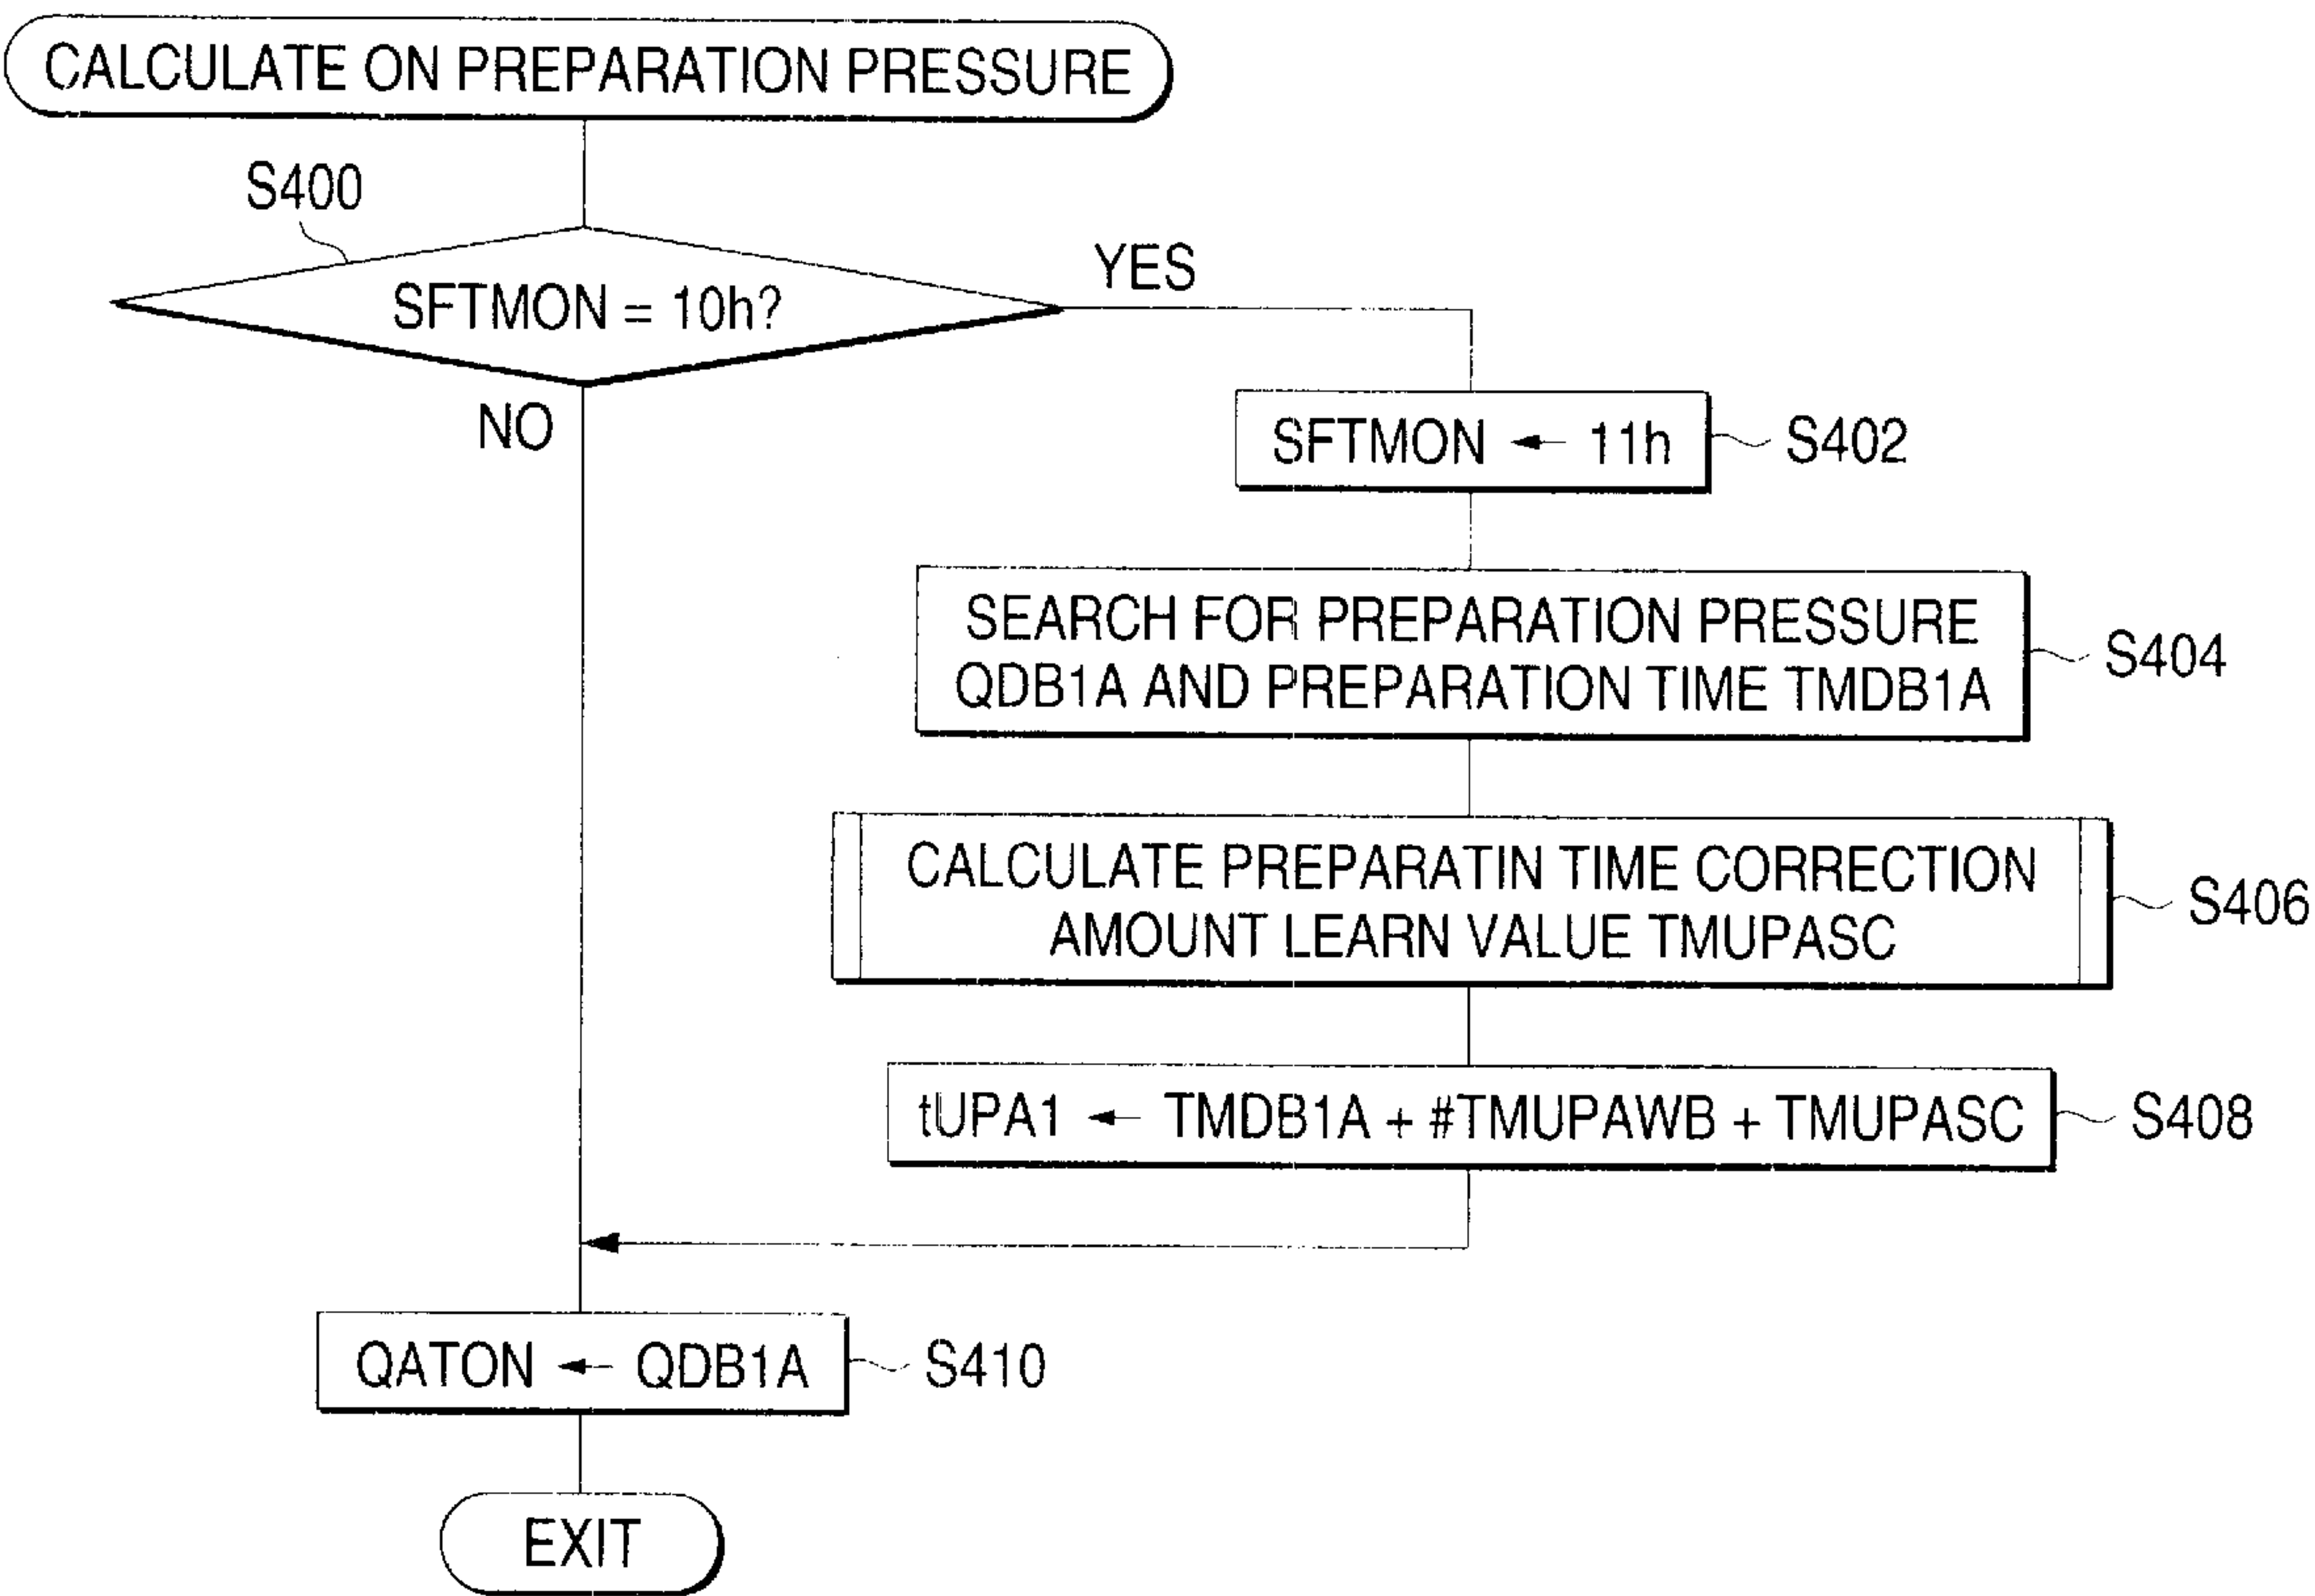 CALCULATE ON PREPARATION PRESSURE
S400
SFTMON = 10h?
YES
NO
SFTMON ← 11h
S402
SEARCH FOR PREPARATION PRESSURE
QDB1A AND PREPARATION TIME TMDB1A
S404
CALCULATE PREPARATIN TIME CORRECTION
AMOUNT LEARN VALUE TMUPASC
S406
tUPA1 ← TMDB1A + #TMUPAWB + TMUPASC
S408
QATON ← QDB1A
S410
EXIT